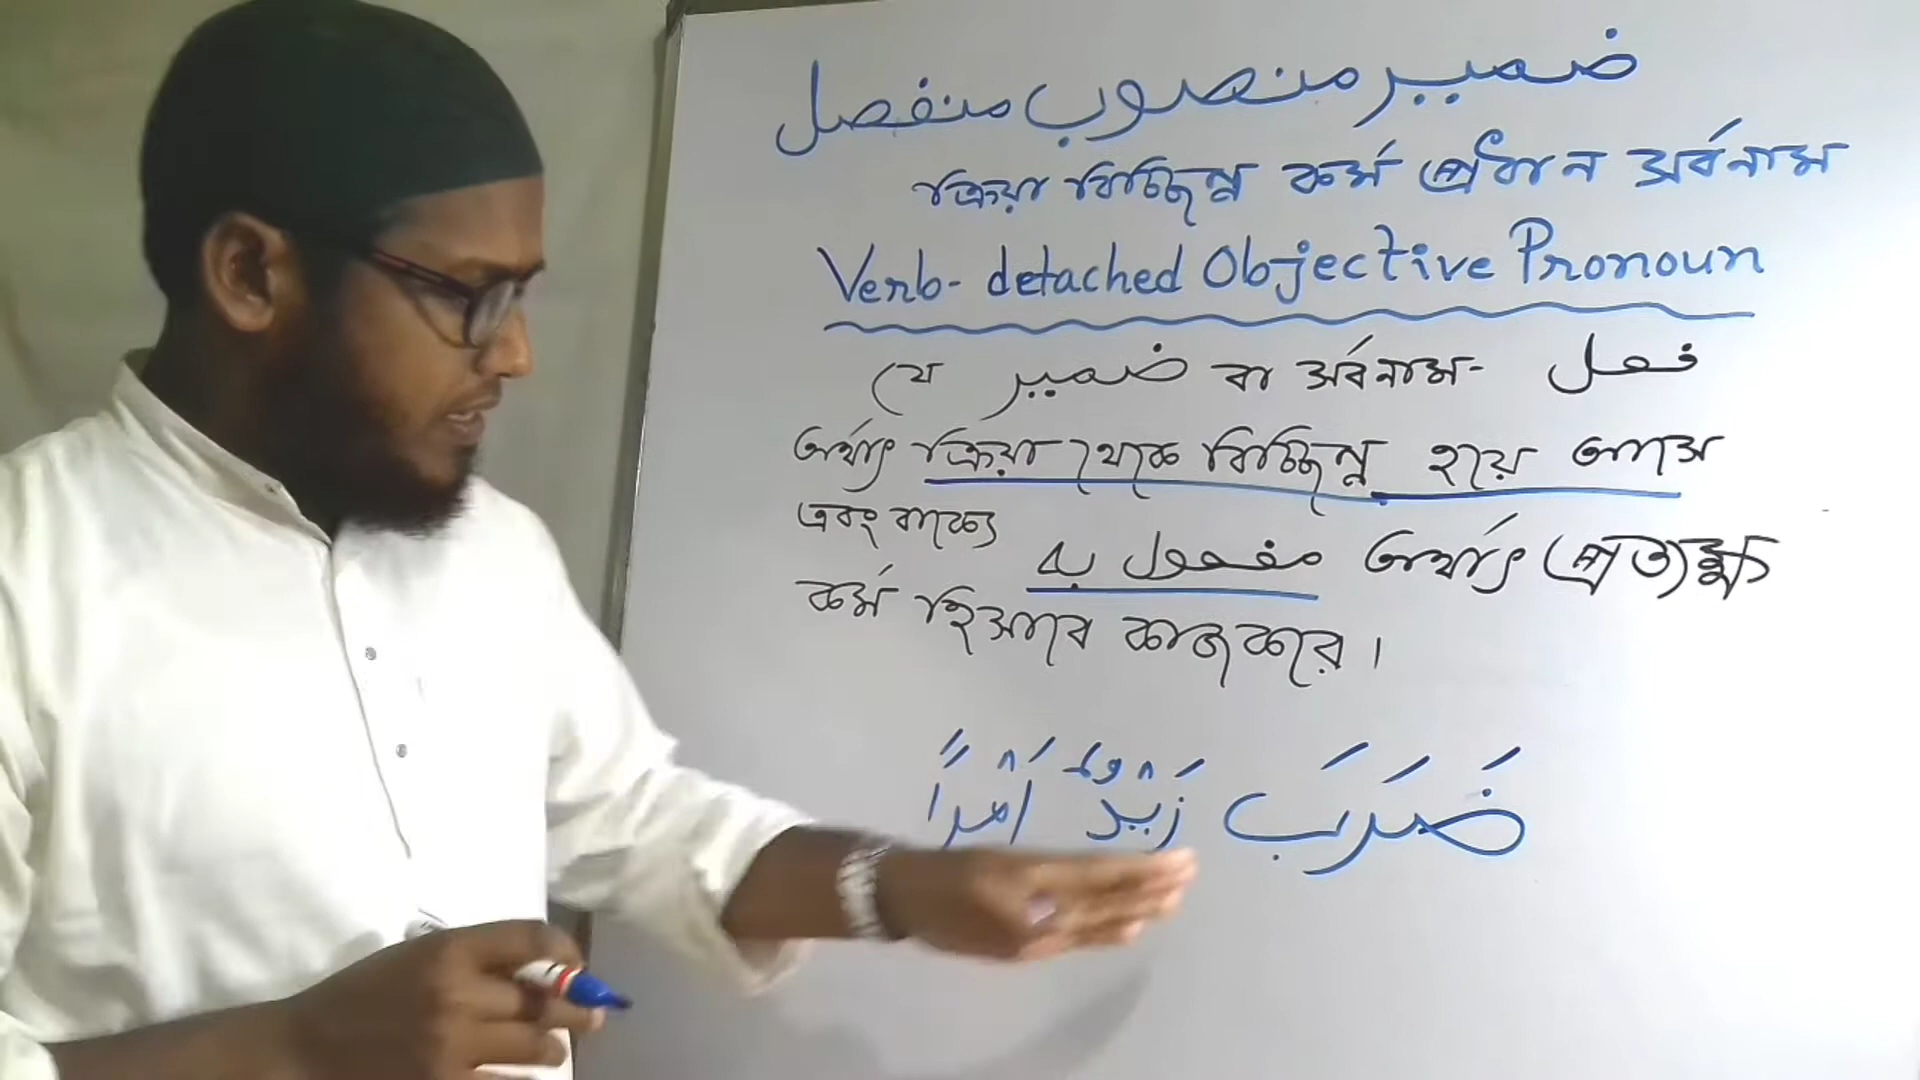 ضمير منصوب منفصل
ক্রিয়া বিচ্ছিন্ন কর্ম প্রধান সর্বনাম
Verb-detached Objective Pronoun
যে ضمير বা সর্বনাম- فعل
অর্থাৎ ক্রিয়া থেকে বিচ্ছিন্ন হয়ে আসে
এবং বাক্যে مفعول به অর্থাৎ প্রত্যক্ষ
কর্ম হিসাবে কাজ করে।
ضَرَبَ زَيْدٌ اَمْرًا